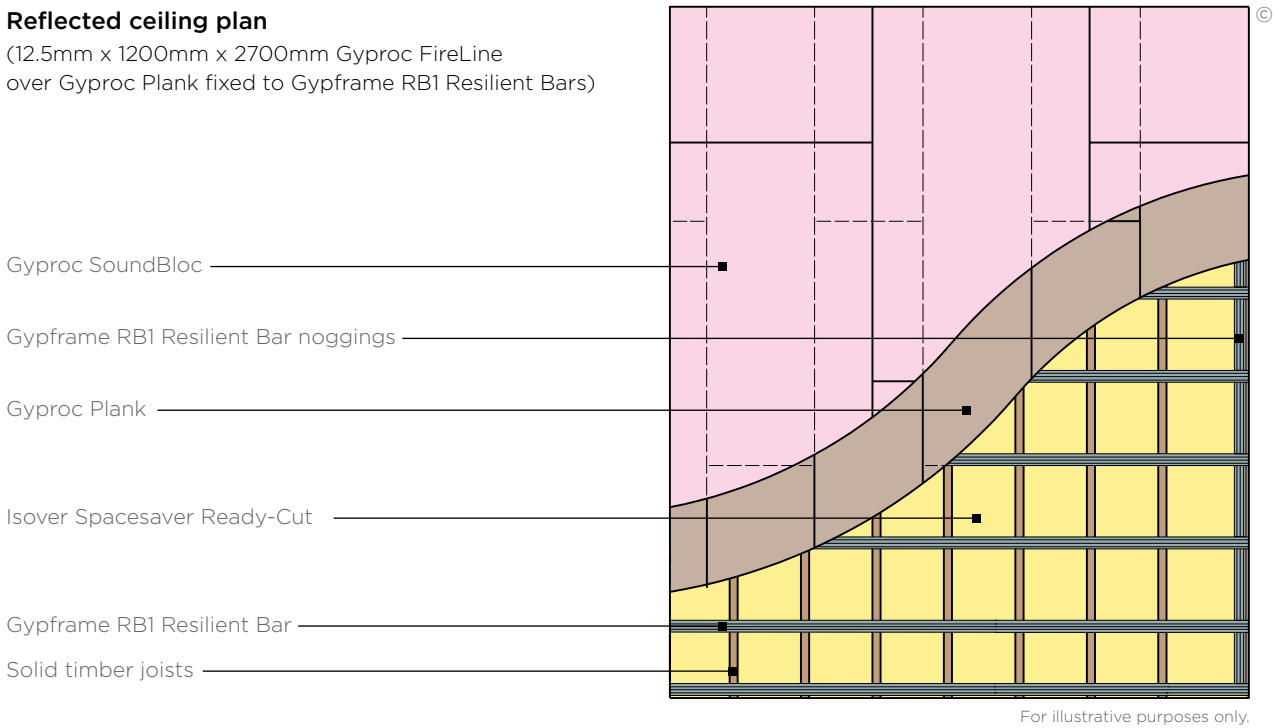 Reflected ceiling plan
(12.5mm x 1200mm x 2700mm Gyproc FireLine
over Gyproc Plank fixed to Gypframe RB1 Resilient Bars)
©
Gyproc SoundBloc
Gypframe RB1 Resilient Bar noggings
Gyproc Plank
Isover Spacesaver Ready-Cut
Gypframe RB1 Resilient Bar
Solid timber joists
For illustrative purposes only.